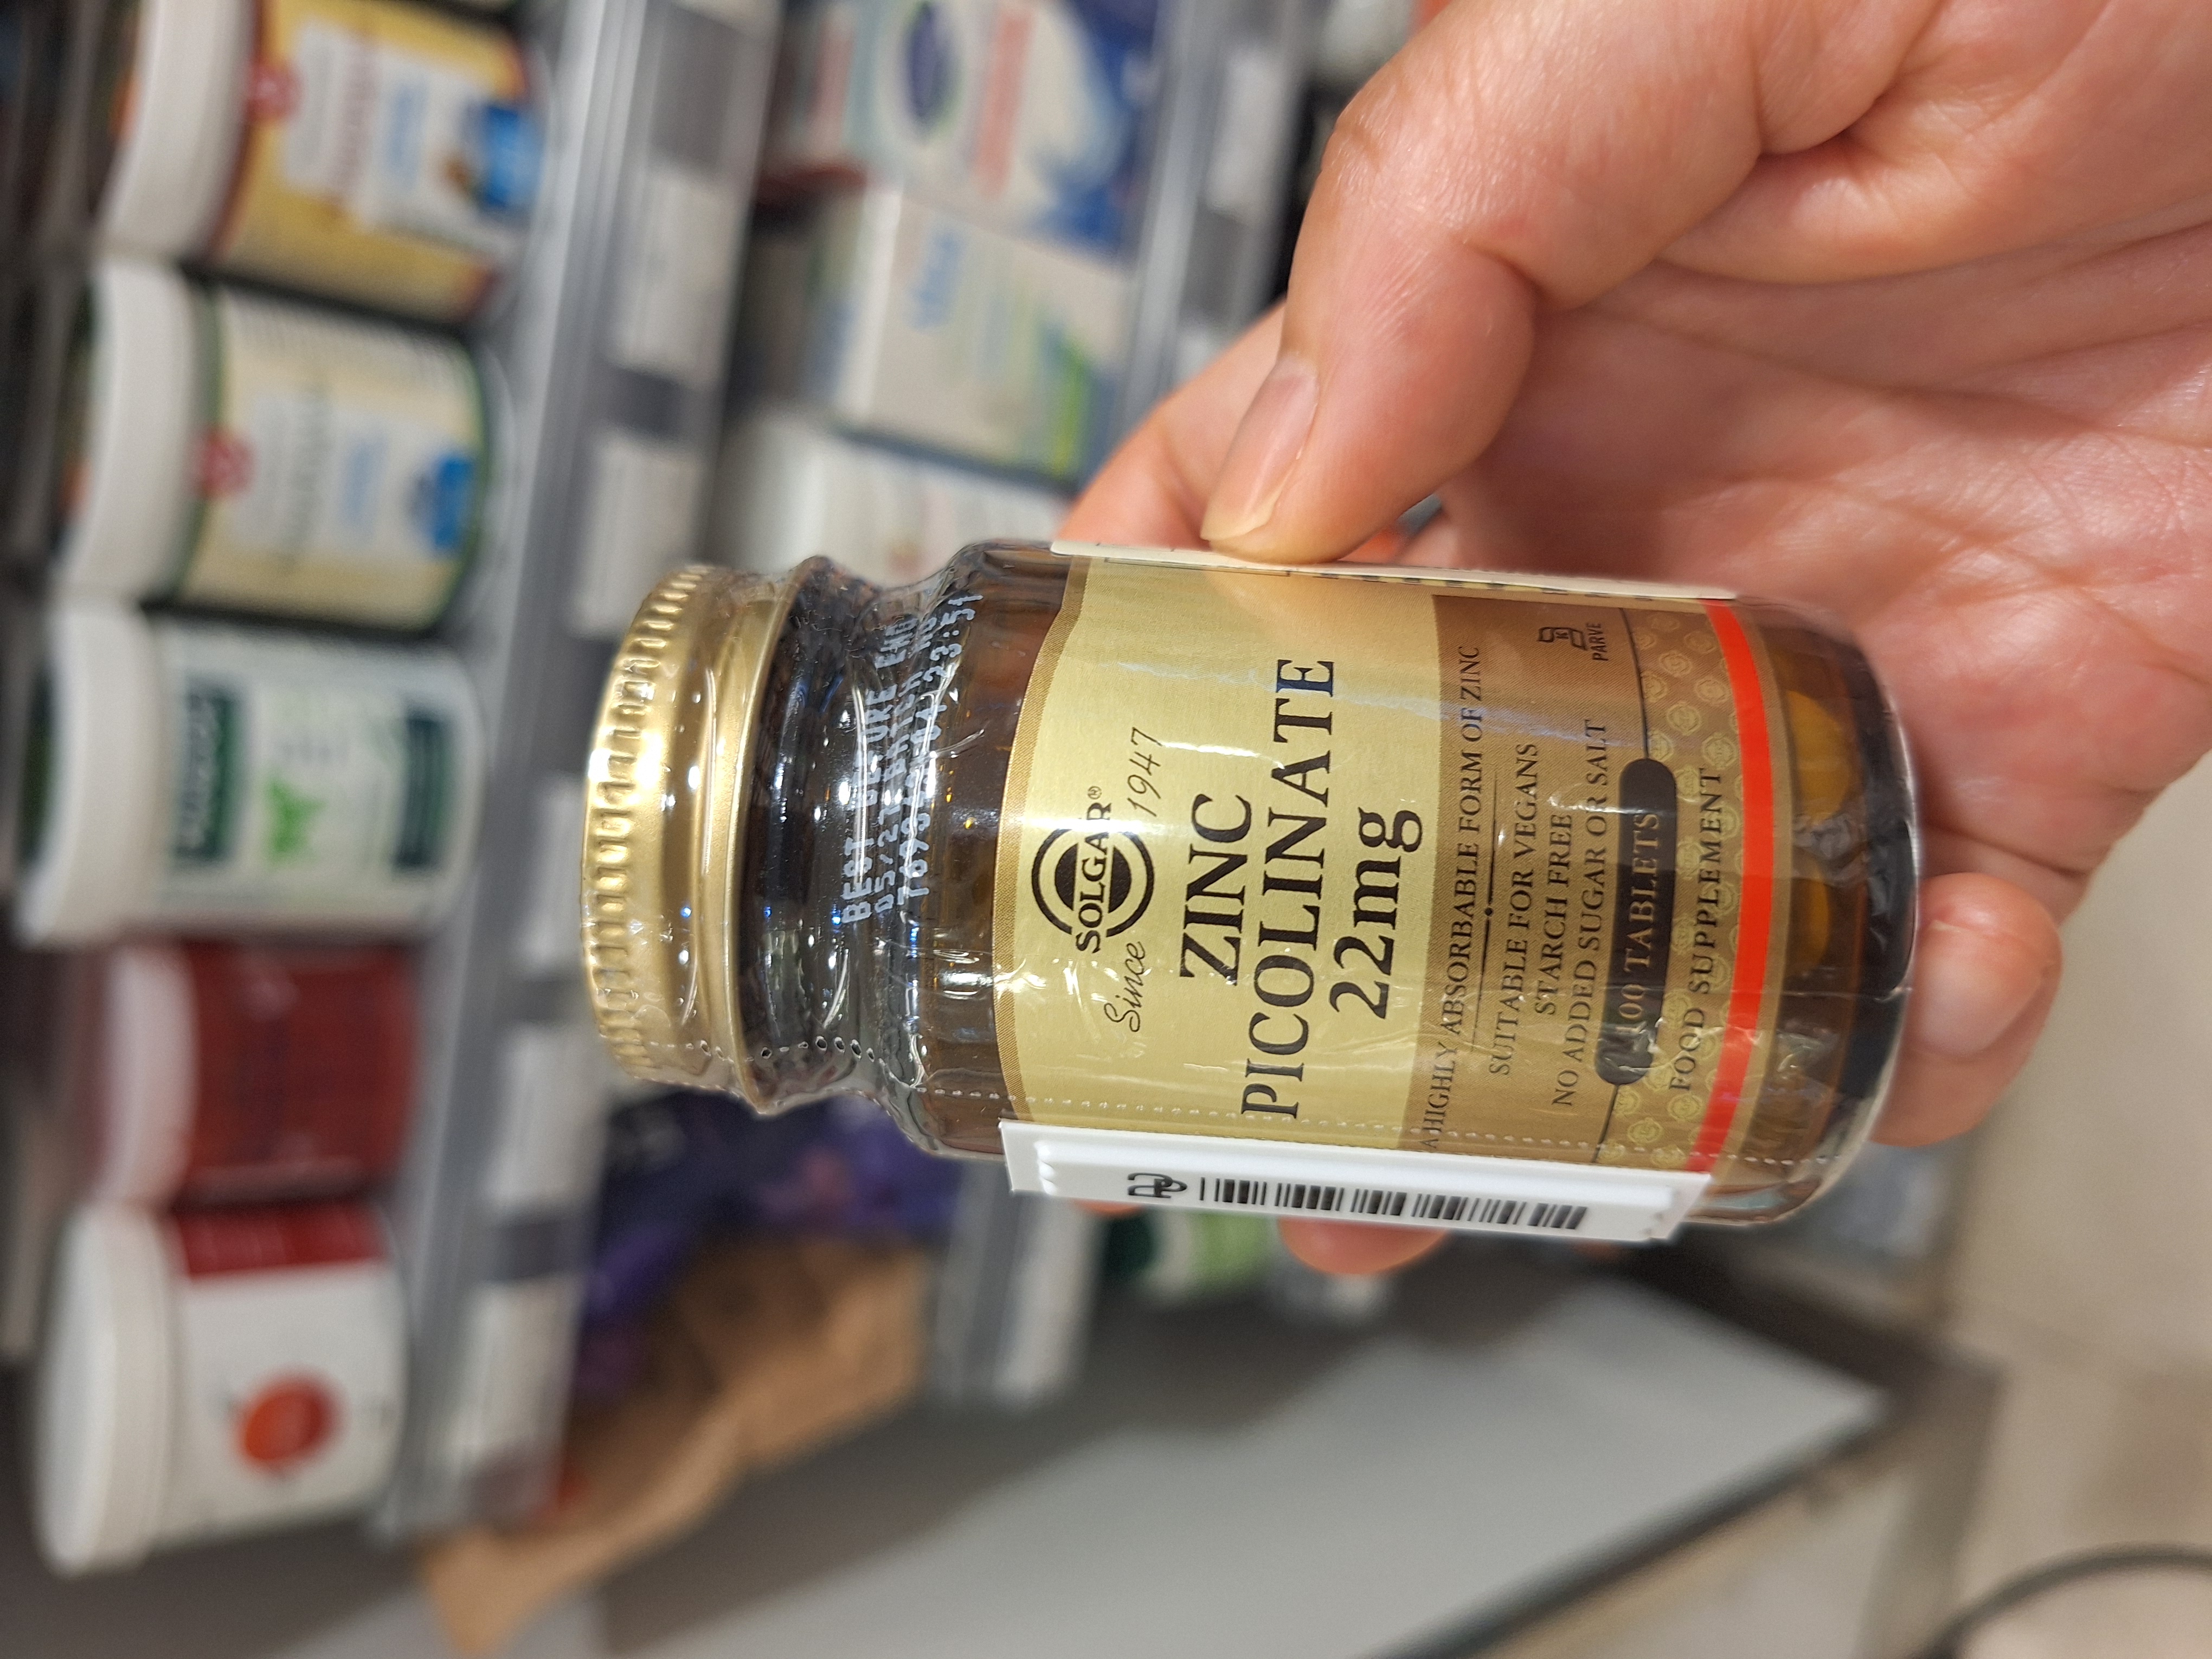 BEST BEFORE END
SOLGAR®
Since 1947
ZINC
PICOLINATE
22mg
A HIGHLY ABSORBABLE FORM OF ZINC
SUITABLE FOR VEGANS
STARCH FREE
NO ADDED SUGAR OR SALT
K
PARVE
100 TABLETS
FOOD SUPPLEMENT